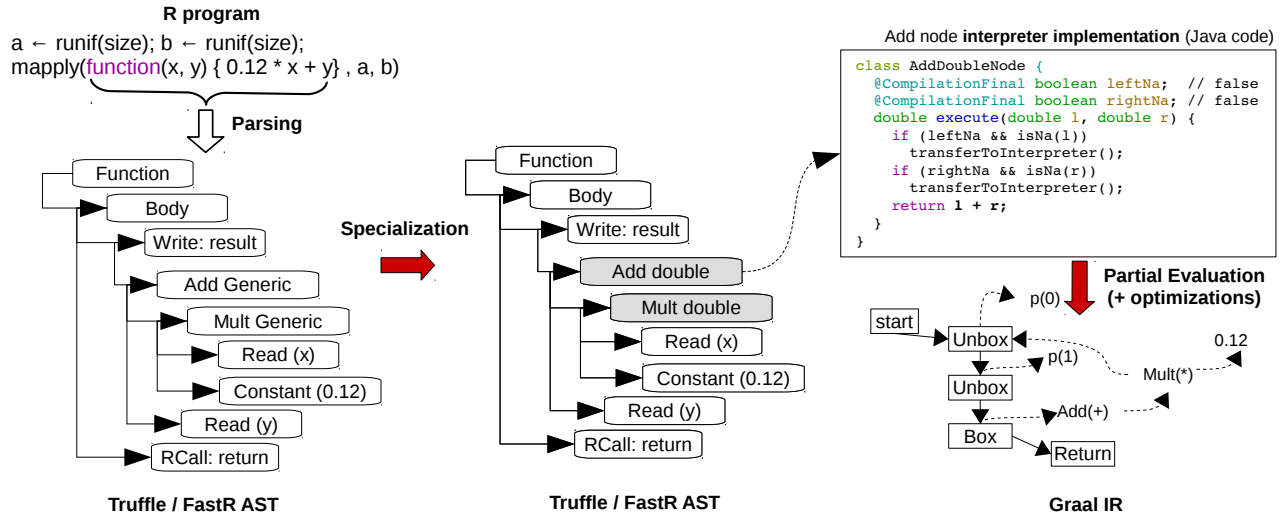 R program
a ← runif(size); b ← runif(size);
mapply(function(x, y) { 0.12 * x + y} , a, b)
Parsing
Function
Body
Write: result
Add Generic
Mult Generic
Read (x)
Constant (0.12)
Read (y)
RCall: return
Truffle / FastR AST
Specialization
Function
Body
Write: result
Add double
Mult double
Read (x)
Constant (0.12)
Read (y)
RCall: return
Truffle / FastR AST
Add node interpreter implementation (Java code)
class AddDoubleNode {
@CompilationFinal boolean leftNa; // false
@CompilationFinal boolean rightNa; // false
double execute(double l, double r) {
if (leftNa && isNa(l))
transferToInterpreter();
if (rightNa && isNa(r))
transferToInterpreter();
return l + r;
}
}
Partial Evaluation
(+ optimizations)
p(0)
start
Unbox
0.12
p(1)
Mult(*)
Unbox
Add(+)
Box
Return
Graal IR